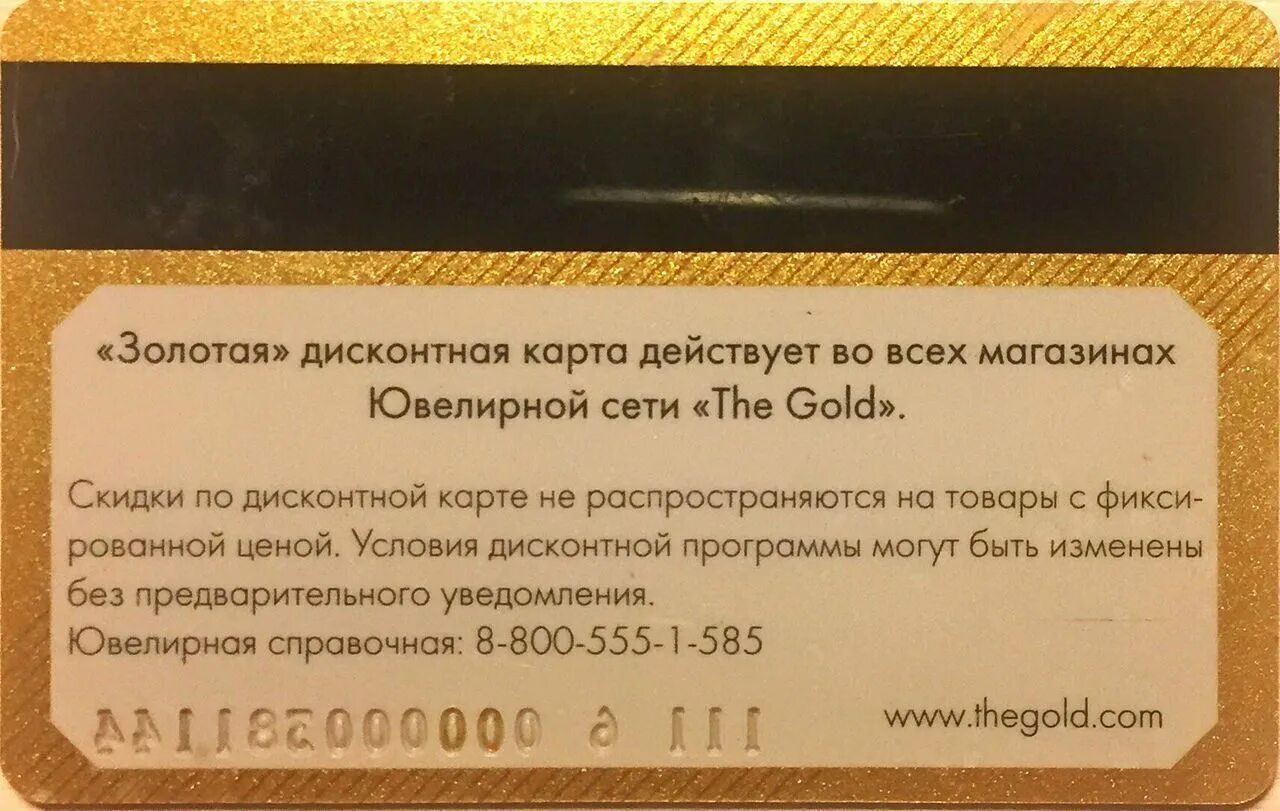 «Золотая» дисконтная карта действует во всех магазинах
Ювелирной сети «The Gold».
Скидки по дисконтной карте не распространяются на товары с фикси-
рованной ценой. Условия дисконтной программы могут быть изменены
без предварительного уведомления.
Ювелирная справочная: 8-800-555-1-585
www.thegold.com